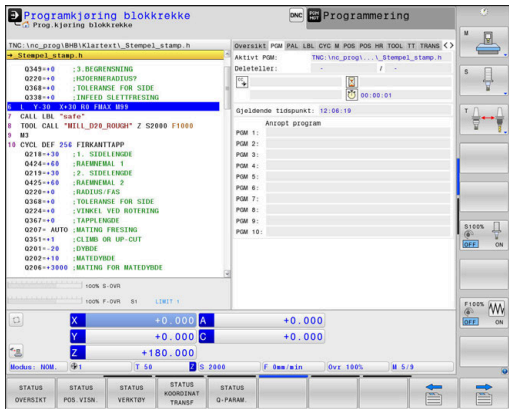 Programkjøring blokkrekke
Prog.kjøring blokkrekke
DNC
Programmering
TNC:\nc_prog\BHB\Klartext\_Stempel_stamp.h
→_Stempel_stamp.h
Q349=+0 ;3.BEGRENSNING
Q220=+0 ;HJOERNERADIUS?
Q368=+0 ;TOLERANSE FOR SIDE
Q338=+0 ;INFEED SLETTFRESING
6 L Y-30 X+30 R0 FMAX M99
7 CALL LBL "safe"
8 TOOL CALL "MILL_D20_ROUGH" Z S2000 F1000
9 M3
10 CYCL DEF 256 FIRKANTTAPP
Q218=+30 ;1. SIDELENGDE
Q424=+60 ;RAEMNEMAL 1
Q219=+30 ;2. SIDELENGDE
Q425=+60 ;RAEMNEMAL 2
Q220=+0 ;RADIUS/FAS
Q368=+0 ;TOLERANSE FOR SIDE
Q224=+0 ;VINKEL VED ROTERING
Q367=+0 ;TAPPLENGDE
Q207= AUTO ;MATING FRESING
Q351=+1 ;CLIMB OR UP-CUT
Q201=-20 ;DYBDE
Q202=+10 ;MATEDYBDE
Q206=+3000 ;MATING FOR MATEDYBDE
Oversikt PGM PAL LBL CYC M POS POS HR TOOL TT TRANS
Aktivt PGM: TNC:\nc_prog\...\_Stempel_stamp.h
Deleteller: - / -
00:00:01
Gjeldende tidspunkt: 12:06:19
Anropt program
PGM 1:
PGM 2:
PGM 3:
PGM 4:
PGM 5:
PGM 6:
PGM 7:
PGM 8:
PGM 9:
PGM 10:
100% S-OVR
100% F-OVR S1 LIMIT 1
X +0.000 A +0.000
Y +0.000 C +0.000
Z +180.000
Modus: NOM. 1 T 50 Z S 2000 F 0mm/min Ovr 100% M 5/9
STATUS OVERSIKT
STATUS POS.VISN.
STATUS VERKTØY
STATUS KOORDINAT TRANSF
STATUS Q-PARAM.
M
S
T
S100%
OFF ON
F100%
OFF ON